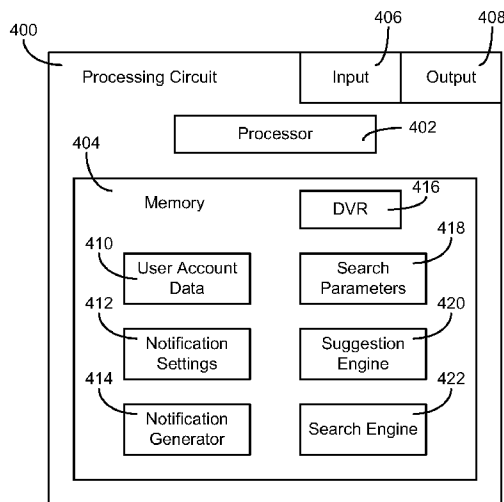 400
406
408
Processing Circuit
Input
Output
Processor
402
404
Memory
DVR
416
410
User Account
Data
Search
Parameters
418
412
Notification
Settings
Suggestion
Engine
420
414
Notification
Generator
Search Engine
422